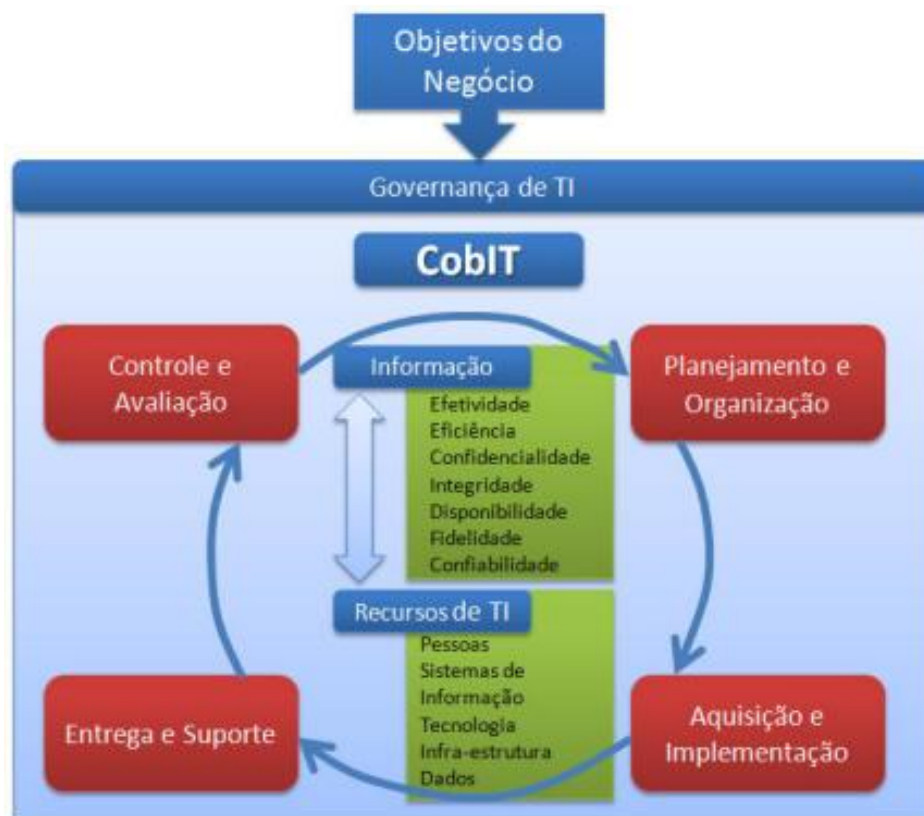 Objetivos do
Negócio
Governança de TI
CobIT
Controle e
Avaliação
Informação
Efetividade
Eficiência
Confidencialidade
Integridade
Disponibilidade
Fidelidade
Confiabilidade
Planejamento e
Organização
Recursos de TI
Pessoas
Sistemas de
Informação
Tecnologia
Infra-estrutura
Dados
Entrega e Suporte
Aquisição e
Implementação